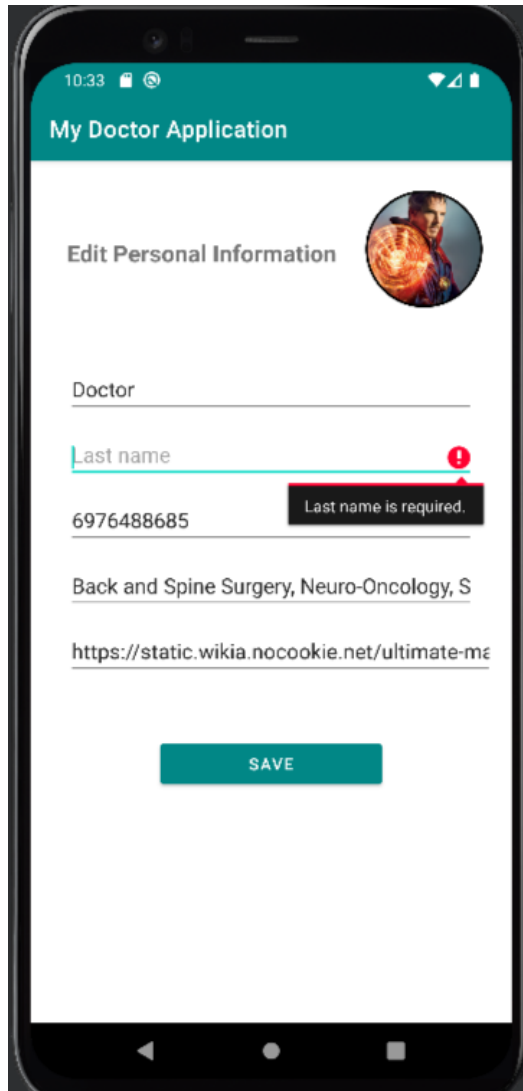 10:33
My Doctor Application
Edit Personal Information
Doctor
Last name
Last name is required.
6976488685
Back and Spine Surgery, Neuro-Oncology, S
https://static.wikia.nocookie.net/ultimate-ma
SAVE